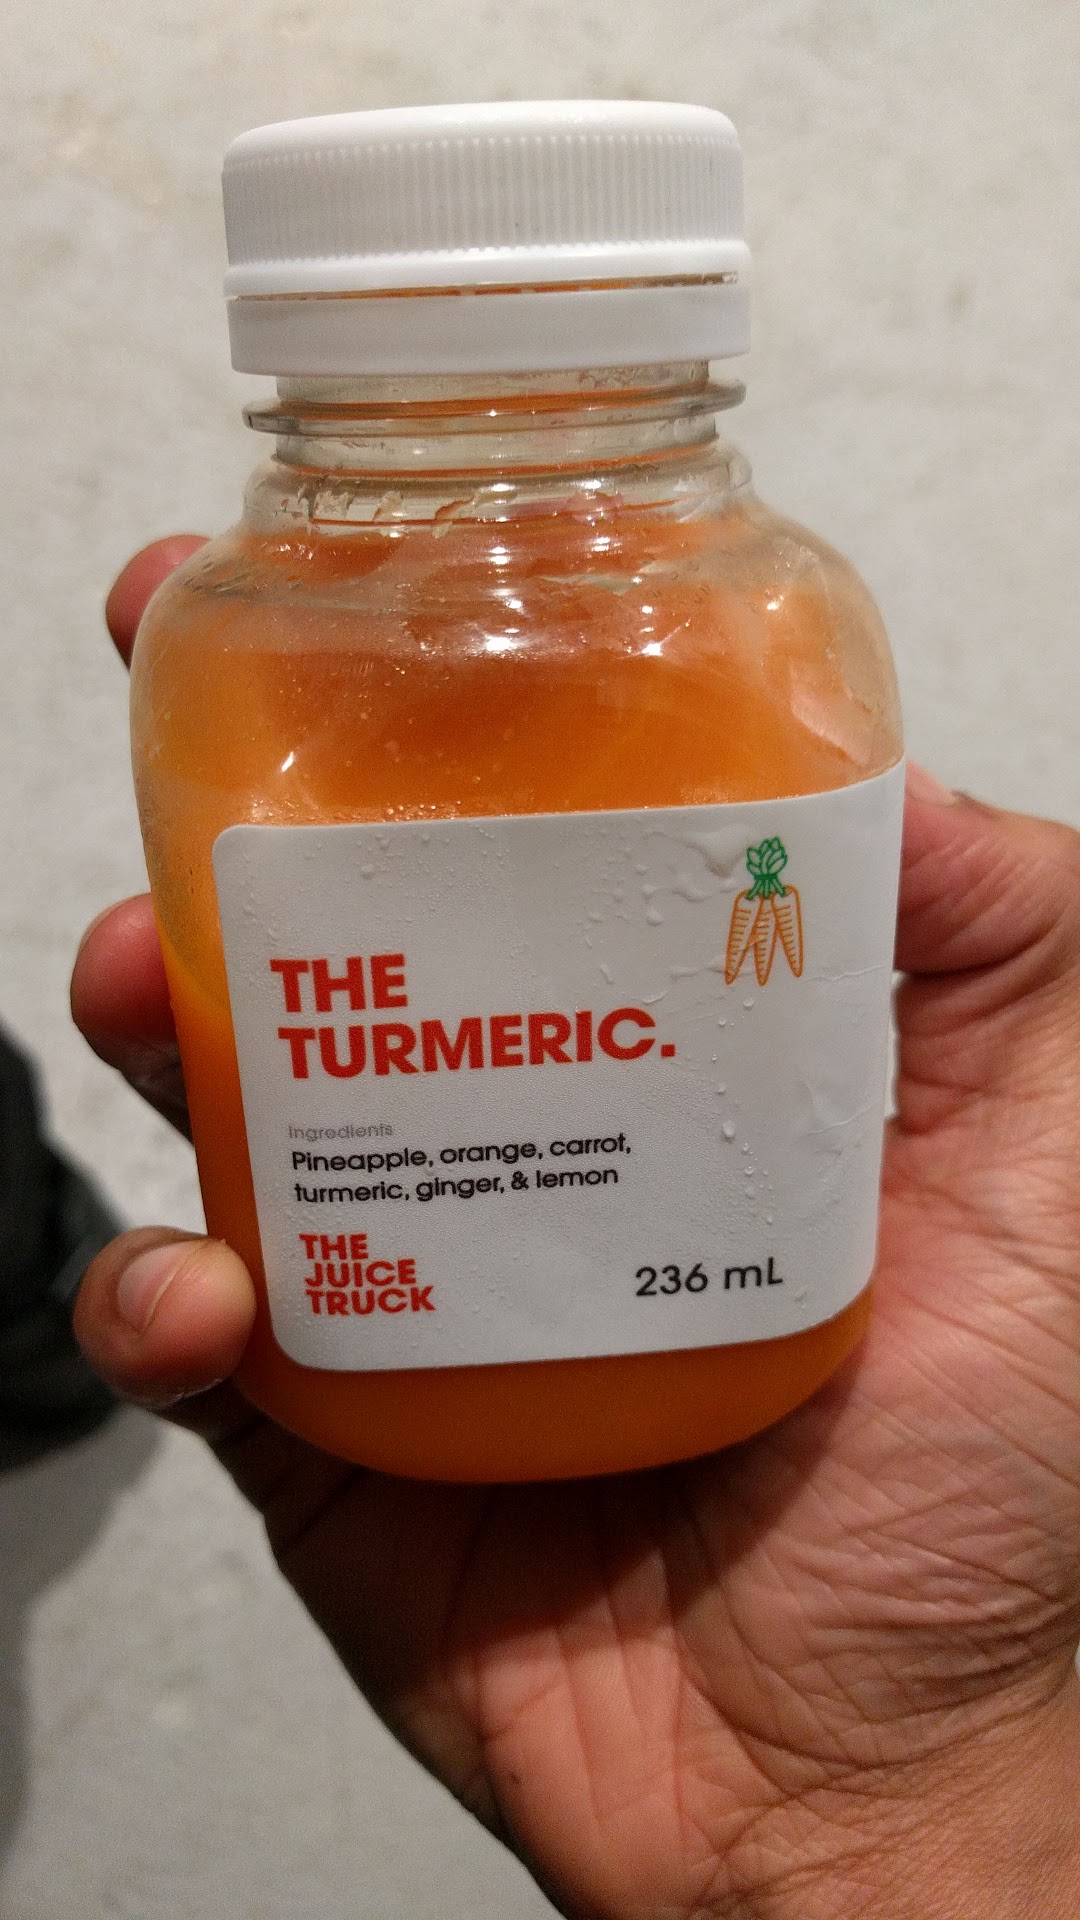 THE
TURMERIC.
Ingredients
Pineapple, orange, carrot,
turmeric, ginger, & lemon
THE
JUICE
TRUCK
236 mL